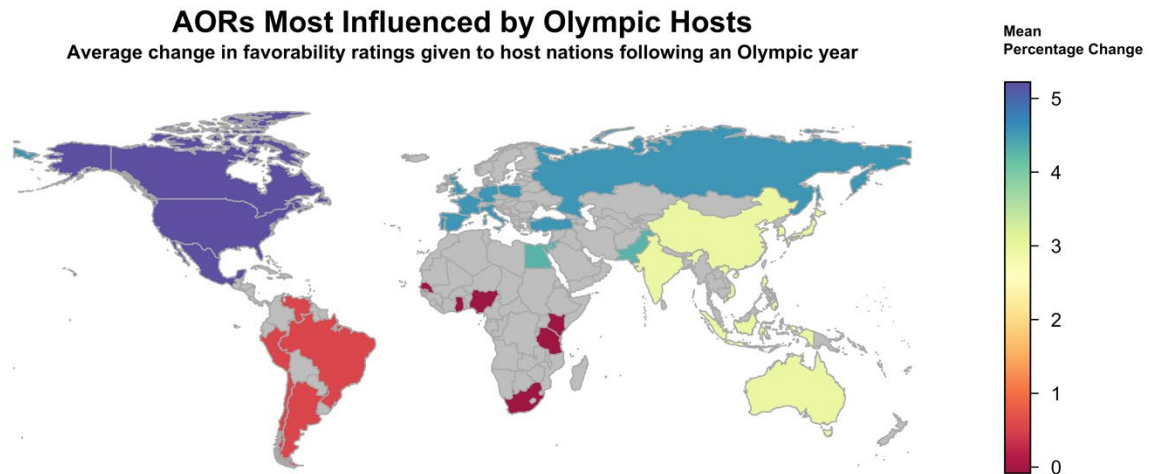 AORs Most Influenced by Olympic Hosts
Average change in favorability ratings given to host nations following an Olympic year
Mean
Percentage Change
5
4
3
2
1
0